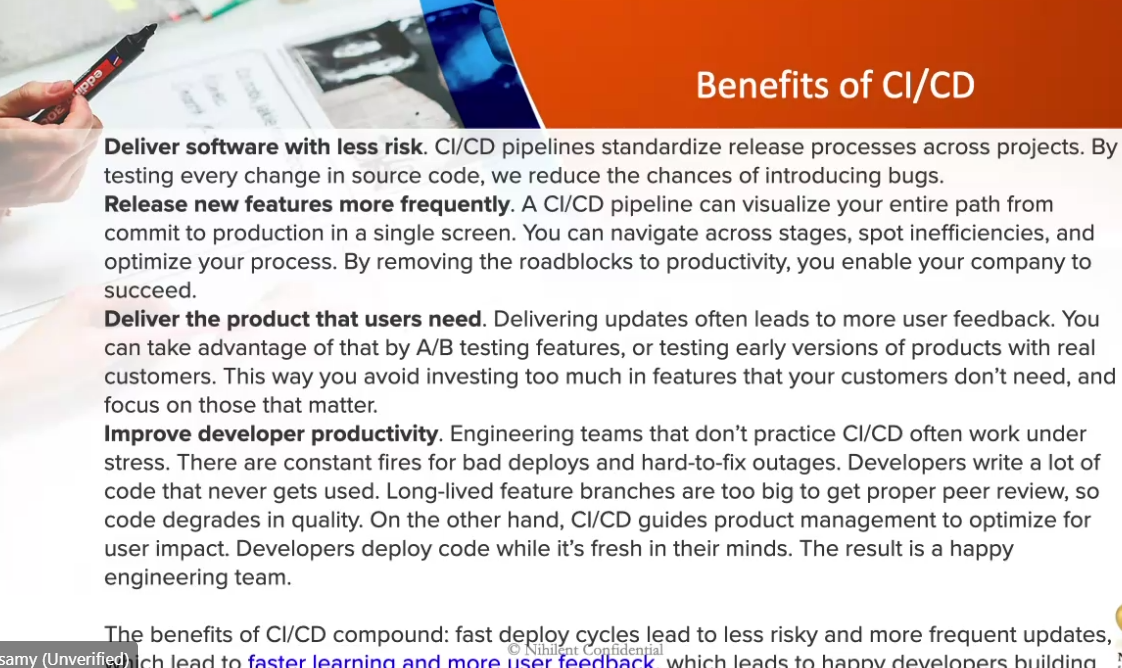 Benefits of CI/CD
Deliver software with less risk. CI/CD pipelines standardize release processes across projects. By
testing every change in source code, we reduce the chances of introducing bugs.
Release new features more frequently. A CI/CD pipeline can visualize your entire path from
commit to production in a single screen. You can navigate across stages, spot inefficiencies, and
optimize your process. By removing the roadblocks to productivity, you enable your company to
succeed.
Deliver the product that users need. Delivering updates often leads to more user feedback. You
can take advantage of that by A/B testing features, or testing early versions of products with real
customers. This way you avoid investing too much in features that your customers don’t need, and
focus on those that matter.
Improve developer productivity. Engineering teams that don’t practice CI/CD often work under
stress. There are constant fires for bad deploys and hard-to-fix outages. Developers write a lot of
code that never gets used. Long-lived feature branches are too big to get proper peer review, so
code degrades in quality. On the other hand, CI/CD guides product management to optimize for
user impact. Developers deploy code while it’s fresh in their minds. The result is a happy
engineering team.
The benefits of CI/CD compound: fast deploy cycles lead to less risky and more frequent updates,
© Nihilent Confidential
samy (Unverified)
which lead to faster learning and more user feedback, which leads to happy developers building
edding